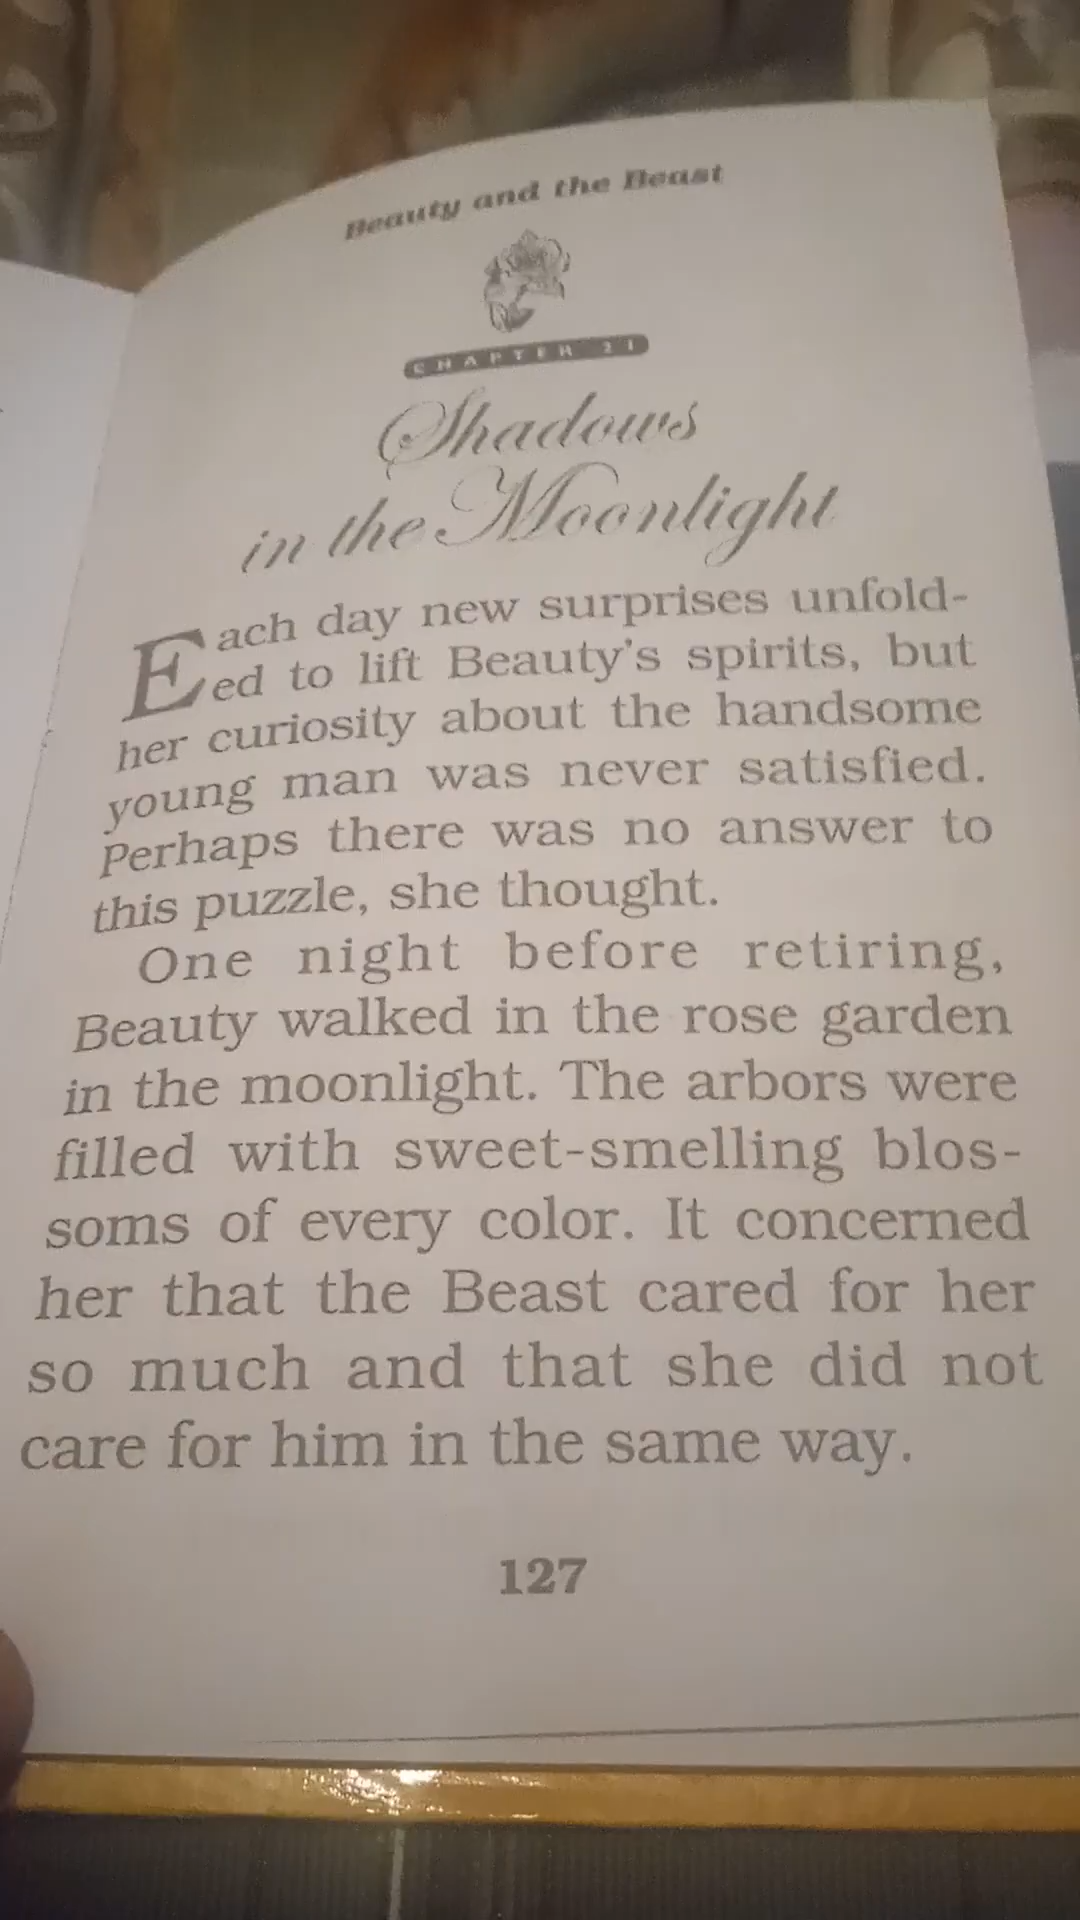 Beauty and the Beast
CHAPTER 21
Shadows
in the Moonlight
Each day new surprises unfold-
ed to lift Beauty's spirits, but
her curiosity about the handsome
young man was never satisfied.
Perhaps there was no answer to
this puzzle, she thought.
One night before retiring,
Beauty walked in the rose garden
in the moonlight. The arbors were
filled with sweet-smelling blos-
soms of every color. It concerned
her that the Beast cared for her
so much and that she did not
care for him in the same way.
127